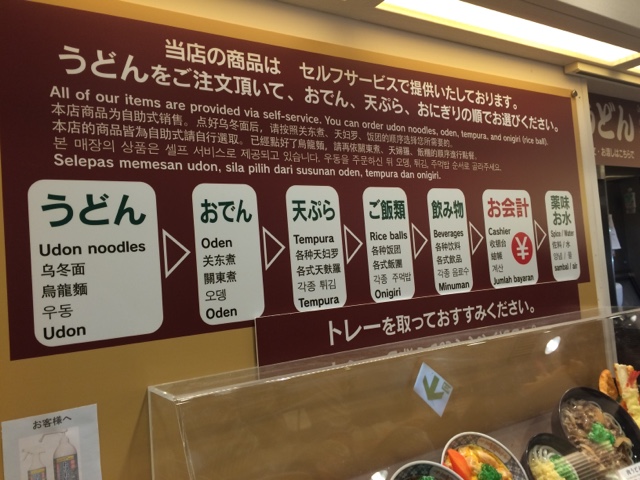 当店の商品は セルフサービスで提供いたしております。
うどんをご注文頂いて、おでん、天ぷら、おにぎりの順でお選びください。
All of our items are provided via self-service. You can order udon noodles, oden, tempura, and onigiri (rice ball).
本店商品为自助式销售。点好乌冬面后，请按照关东煮、天妇罗、饭团的顺序选择您所需要的。
本店的商品皆為自助式請自行選取。已經點好了烏龍麵，請再依關東煮、天婦羅、飯糰的順序進行點餐。
본 매장의 상품은 셀프 서비스로 제공되고 있습니다. 우동을 주문하신 뒤 오뎅, 튀김, 주먹밥 순서로 골라주세요.
Selepas memesan udon, sila pilih dari susunan oden, tempura dan onigiri.
うどん
Udon noodles
乌冬面
烏龍麵
우동
Udon
おでん
Oden
关东煮
關東煮
오뎅
Oden
天ぷら
Tempura
各种天妇罗
各式天麩羅
각종 튀김
Tempura
ご飯類
Rice balls
各种饭团
各式飯團
각종 주먹밥
Onigiri
飲み物
Beverages
各种饮料
各式飲品
각종 음료수
Minuman
お会計
Cashier
收银台
結帳
계산
¥
Jumlah bayaran
薬味
お水
Spice / Water
sambal / air
トレーを取っておすすみください。
うどん
お客様へ